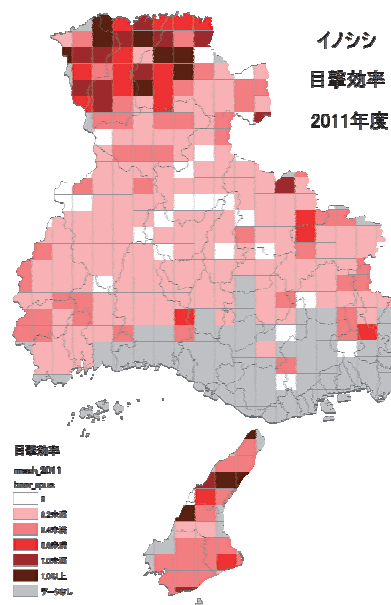 イノシシ
目撃効率
2011年度
目撃効率
mesh_2011
boar_spue
0
0.2未満
0.4未満
0.6未満
1.0未満
1.0以上
データなし